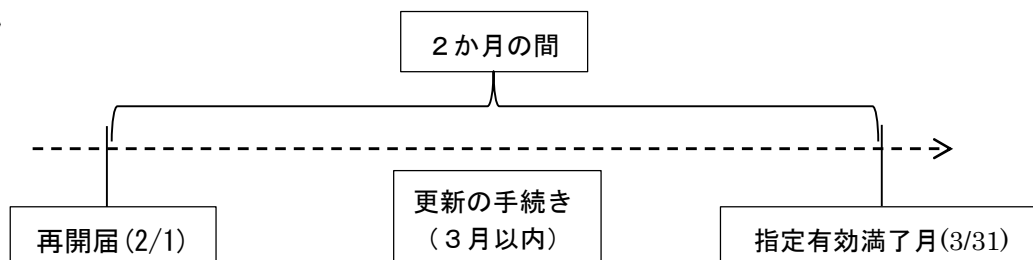 ２か月の間
再開届(2/1)
更新の手続き
（３月以内）
指定有効満了月(3/31)